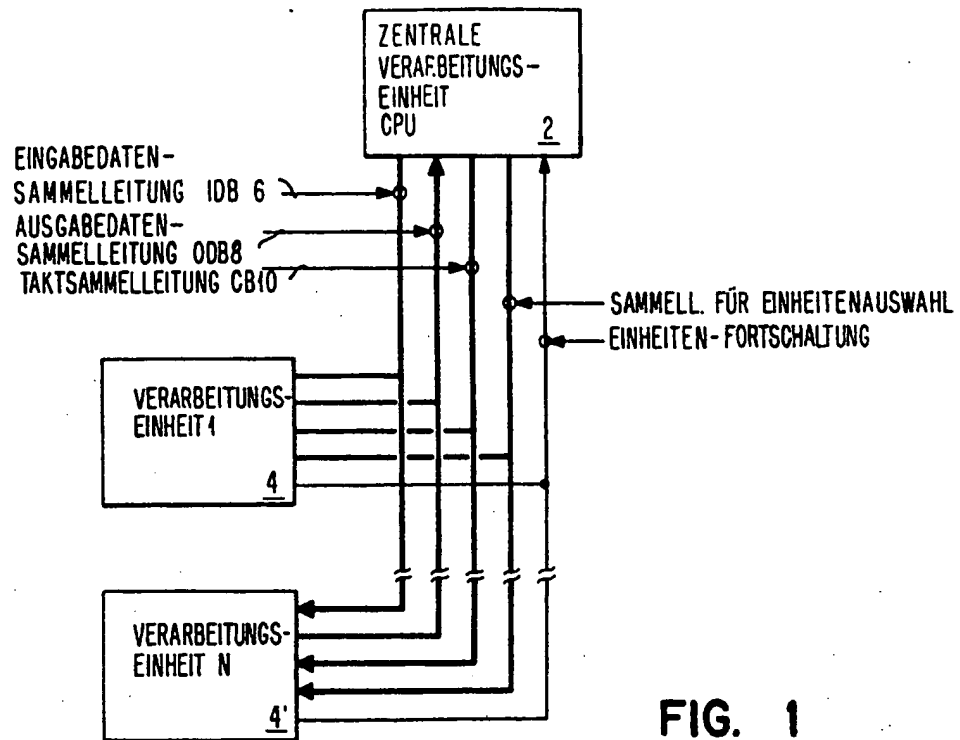 ZENTRALE
VERARBEITUNGS-
EINHEIT
CPU
2
EINGABEDATEN-
SAMMELLEITUNG IDB 6
AUSGABEDATEN-
SAMMELLEITUNG ODB8
TAKTSAMMELLEITUNG CB10
SAMMELL. FÜR EINHEITENAUSWAHL
EINHEITEN-FORTSCHALTUNG
VERARBEITUNGS-
EINHEIT 1
4
VERARBEITUNGS-
EINHEIT N
4'
FIG. 1